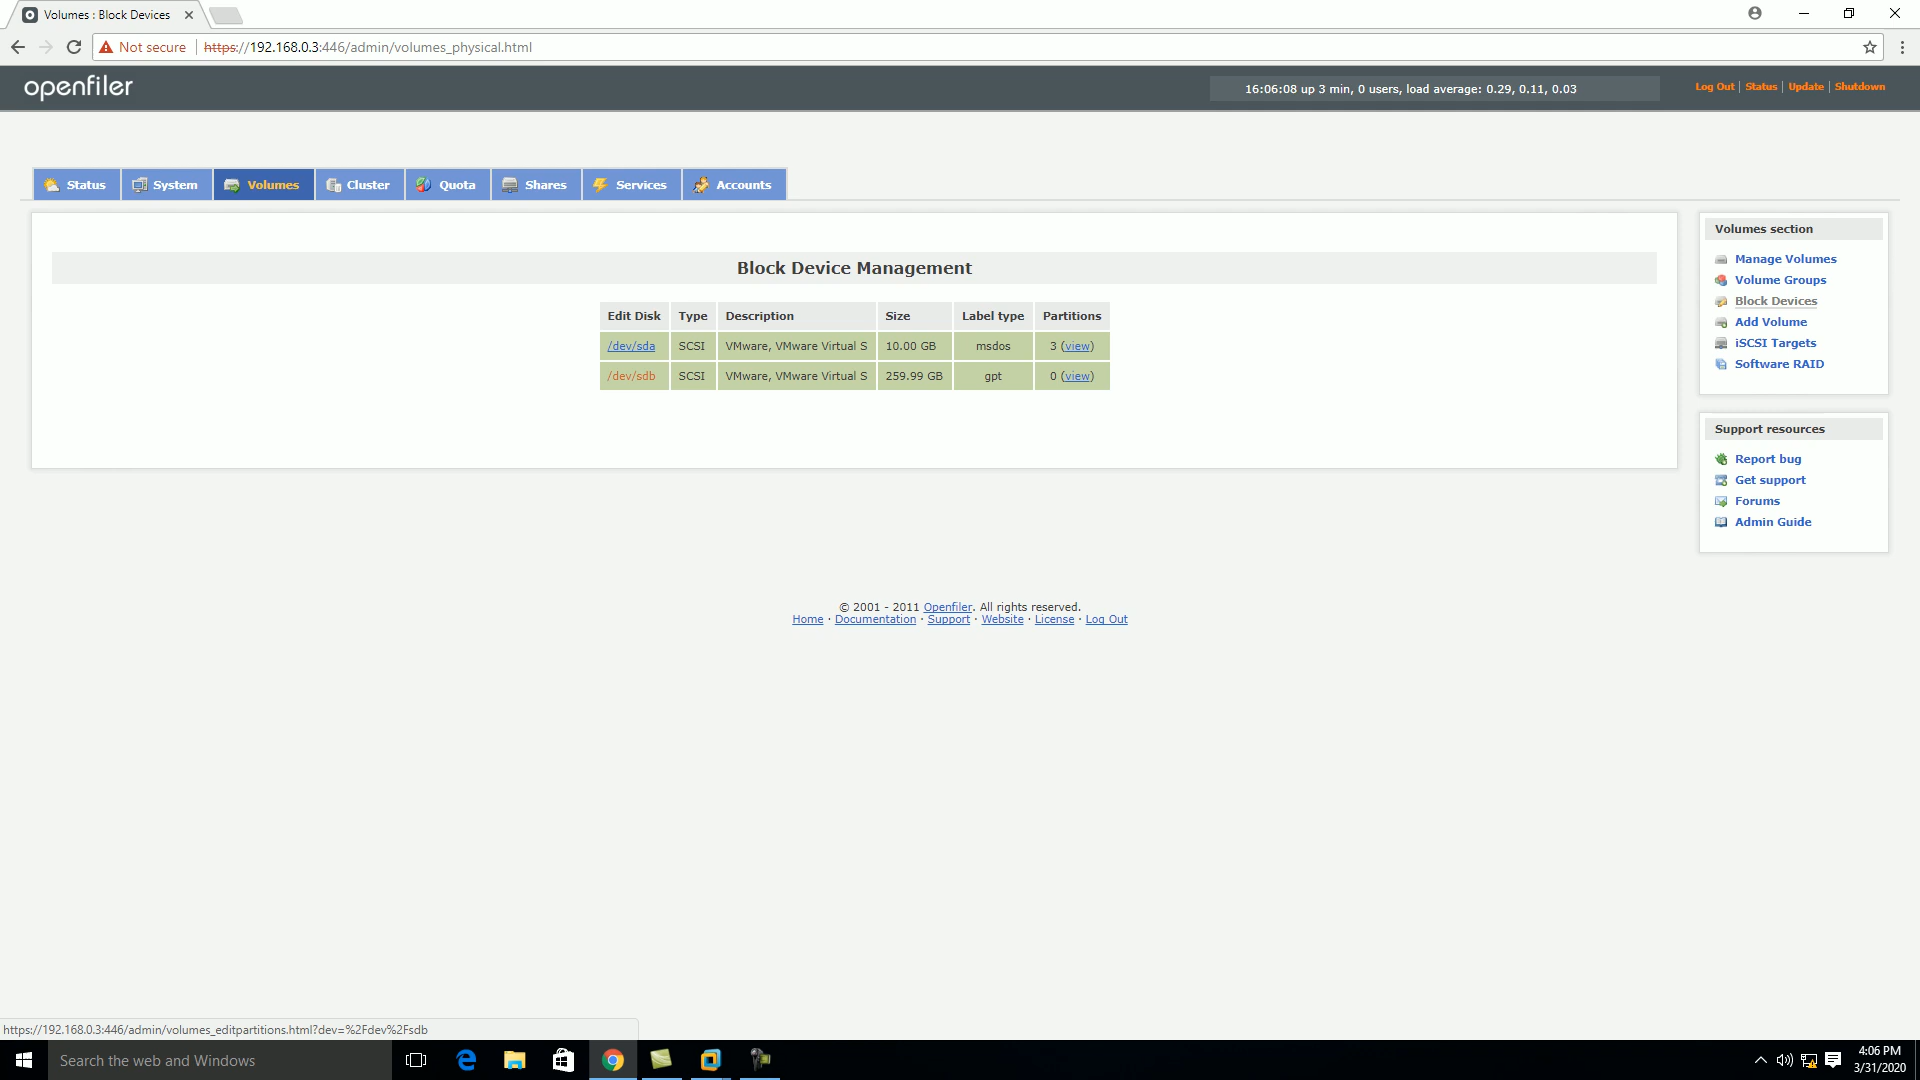 Volumes : Block Devices
Not secure
https://192.168.0.3:446/admin/volumes_physical.html
openfiler
16:06:08 up 3 min, 0 users, load average: 0.29, 0.11, 0.03
Log Out | Status | Update | Shutdown
Status
System
Volumes
Cluster
Quota
Shares
Services
Accounts
Block Device Management
Edit Disk Type Description Size Label type Partitions
/dev/sda SCSI VMware, VMware Virtual S 10.00 GB msdos 3 (view)
/dev/sdb SCSI VMware, VMware Virtual S 259.99 GB gpt 0 (view)
Volumes section
Manage Volumes
Volume Groups
Block Devices
Add Volume
iSCSI Targets
Software RAID
Support resources
Report bug
Get support
Forums
Admin Guide
© 2001 - 2011 Openfiler. All rights reserved.
Home · Documentation · Support · Website · License · Log Out
https://192.168.0.3:446/admin/volumes_editpartitions.html?dev=%2Fdev%2Fsdb
Search the web and Windows
4:06 PM
3/31/2020